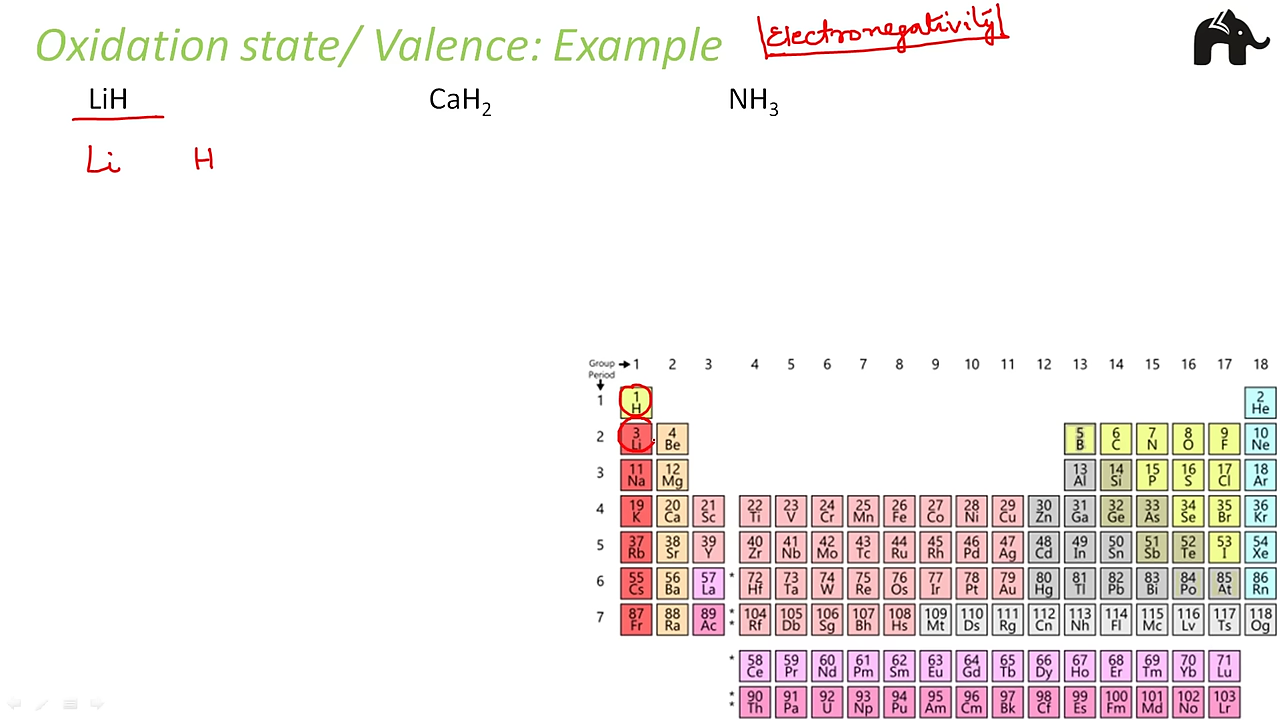 Oxidation state/ Valence: Example
Electronegativity
LiH CaH₂ NH₃
Li H
Group → 1 2 3 4 5 6 7 8 9 10 11 12 13 14 15 16 17 18
Period
1 1 2
H He
2 3 4 5 6 7 8 9 10
Li Be B C N O F Ne
3 11 12 13 14 15 16 17 18
Na Mg Al Si P S Cl Ar
4 19 20 21 22 23 24 25 26 27 28 29 30 31 32 33 34 35 36
K Ca Sc Ti V Cr Mn Fe Co Ni Cu Zn Ga Ge As Se Br Kr
5 37 38 39 40 41 42 43 44 45 46 47 48 49 50 51 52 53 54
Rb Sr Y Zr Nb Mo Tc Ru Rh Pd Ag Cd In Sn Sb Te I Xe
6 55 56 57 * 72 73 74 75 76 77 78 79 80 81 82 83 84 85 86
Cs Ba La Hf Ta W Re Os Ir Pt Au Hg Tl Pb Bi Po At Rn
7 87 88 89 * * 104 105 106 107 108 109 110 111 112 113 114 115 116 117 118
Fr Ra Ac Rf Db Sg Bh Hs Mt Ds Rg Cn Nh Fl Mc Lv Ts Og
* 58 59 60 61 62 63 64 65 66 67 68 69 70 71
Ce Pr Nd Pm Sm Eu Gd Tb Dy Ho Er Tm Yb Lu
* * 90 91 92 93 94 95 96 97 98 99 100 101 102 103
Th Pa U Np Pu Am Cm Bk Cf Es Fm Md No Lr